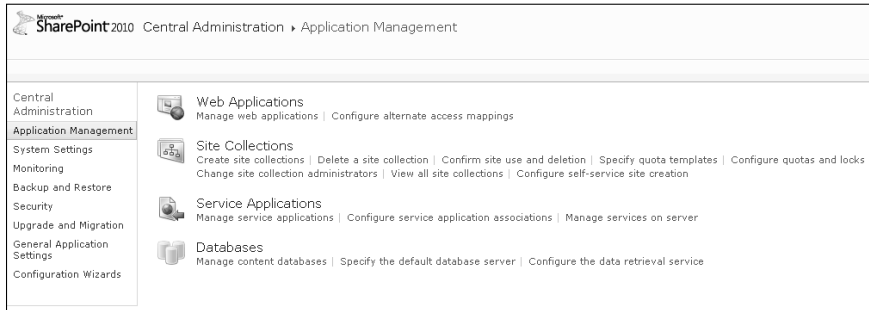 Microsoft®
SharePoint 2010 Central Administration ▸ Application Management
Central
Administration
Application Management
System Settings
Monitoring
Backup and Restore
Security
Upgrade and Migration
General Application
Settings
Configuration Wizards
Web Applications
Manage web applications | Configure alternate access mappings
Site Collections
Create site collections | Delete a site collection | Confirm site use and deletion | Specify quota templates | Configure quotas and locks
Change site collection administrators | View all site collections | Configure self-service site creation
Service Applications
Manage service applications | Configure service application associations | Manage services on server
Databases
Manage content databases | Specify the default database server | Configure the data retrieval service